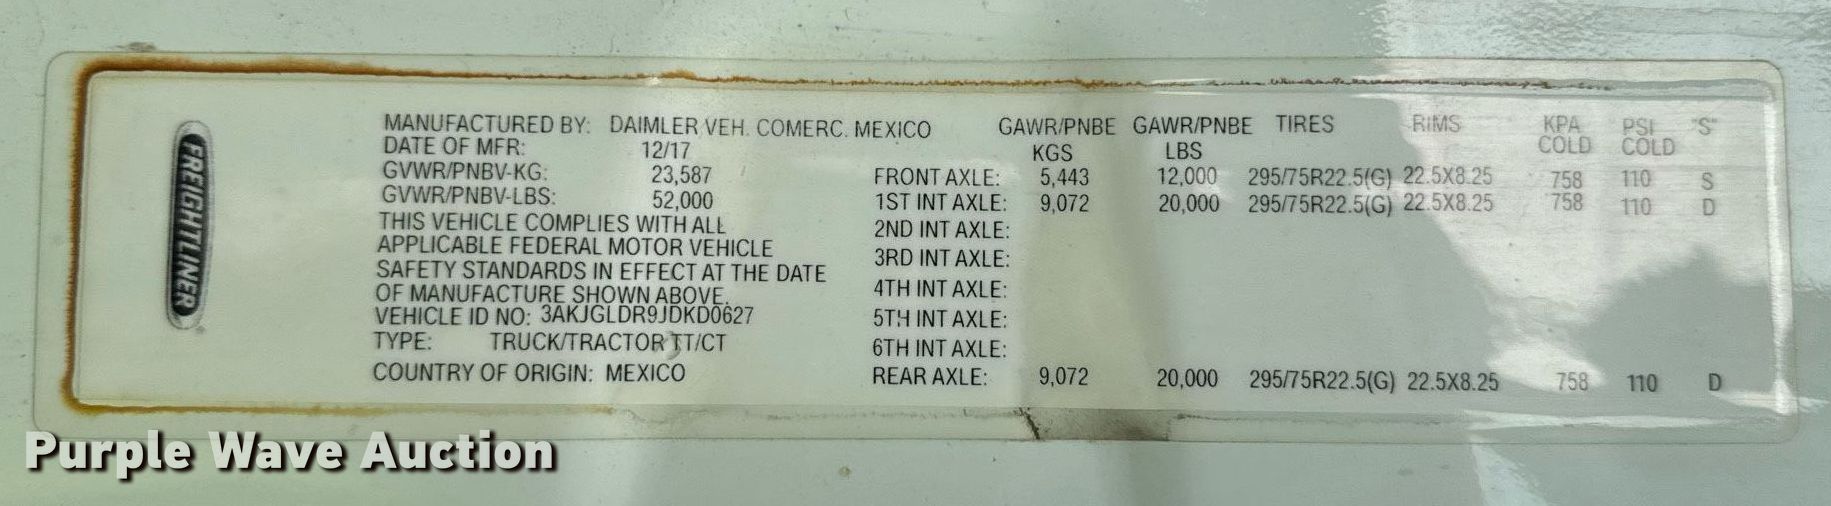 FREIGHTLINER
MANUFACTURED BY: DAIMLER VEH. COMERC. MEXICO
DATE OF MFR: 12/17
GVWR/PNBV-KG: 23,587
GVWR/PNBV-LBS: 52,000
THIS VEHICLE COMPLIES WITH ALL
APPLICABLE FEDERAL MOTOR VEHICLE
SAFETY STANDARDS IN EFFECT AT THE DATE
OF MANUFACTURE SHOWN ABOVE.
VEHICLE ID NO: 3AKJGLDR9JDKD0627
TYPE: TRUCK/TRACTOR TT/CT
COUNTRY OF ORIGIN: MEXICO
GAWR/PNBE GAWR/PNBE TIRES RIMS KPA PSI "S"
KGS LBS COLD COLD
FRONT AXLE: 5,443 12,000 295/75R22.5(G) 22.5X8.25 758 110 S
1ST INT AXLE: 9,072 20,000 295/75R22.5(G) 22.5X8.25 758 110 D
2ND INT AXLE:
3RD INT AXLE:
4TH INT AXLE:
5TH INT AXLE:
6TH INT AXLE:
REAR AXLE: 9,072 20,000 295/75R22.5(G) 22.5X8.25 758 110 D
Purple Wave Auction